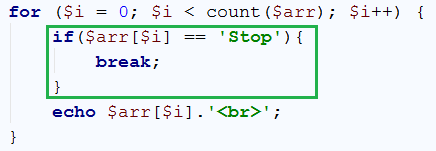 for ($i = 0; $i < count($arr); $i++) {
if($arr[$i] == 'Stop'){
break;
}
echo $arr[$i].'<br>';
}